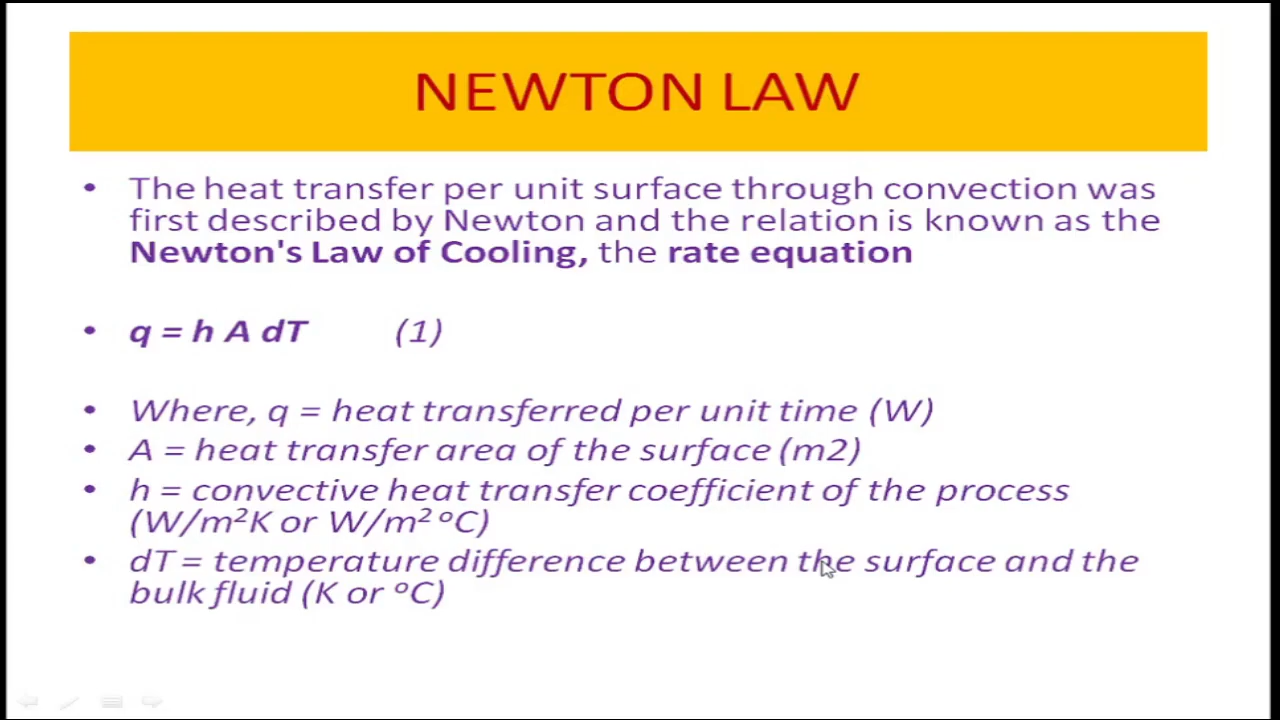 NEWTON LAW
• The heat transfer per unit surface through convection was
first described by Newton and the relation is known as the
Newton's Law of Cooling, the rate equation
• q = h A dT (1)
• Where, q = heat transferred per unit time (W)
• A = heat transfer area of the surface (m2)
• h = convective heat transfer coefficient of the process
(W/m²K or W/m² ºC)
• dT = temperature difference between the surface and the
bulk fluid (K or ºC)